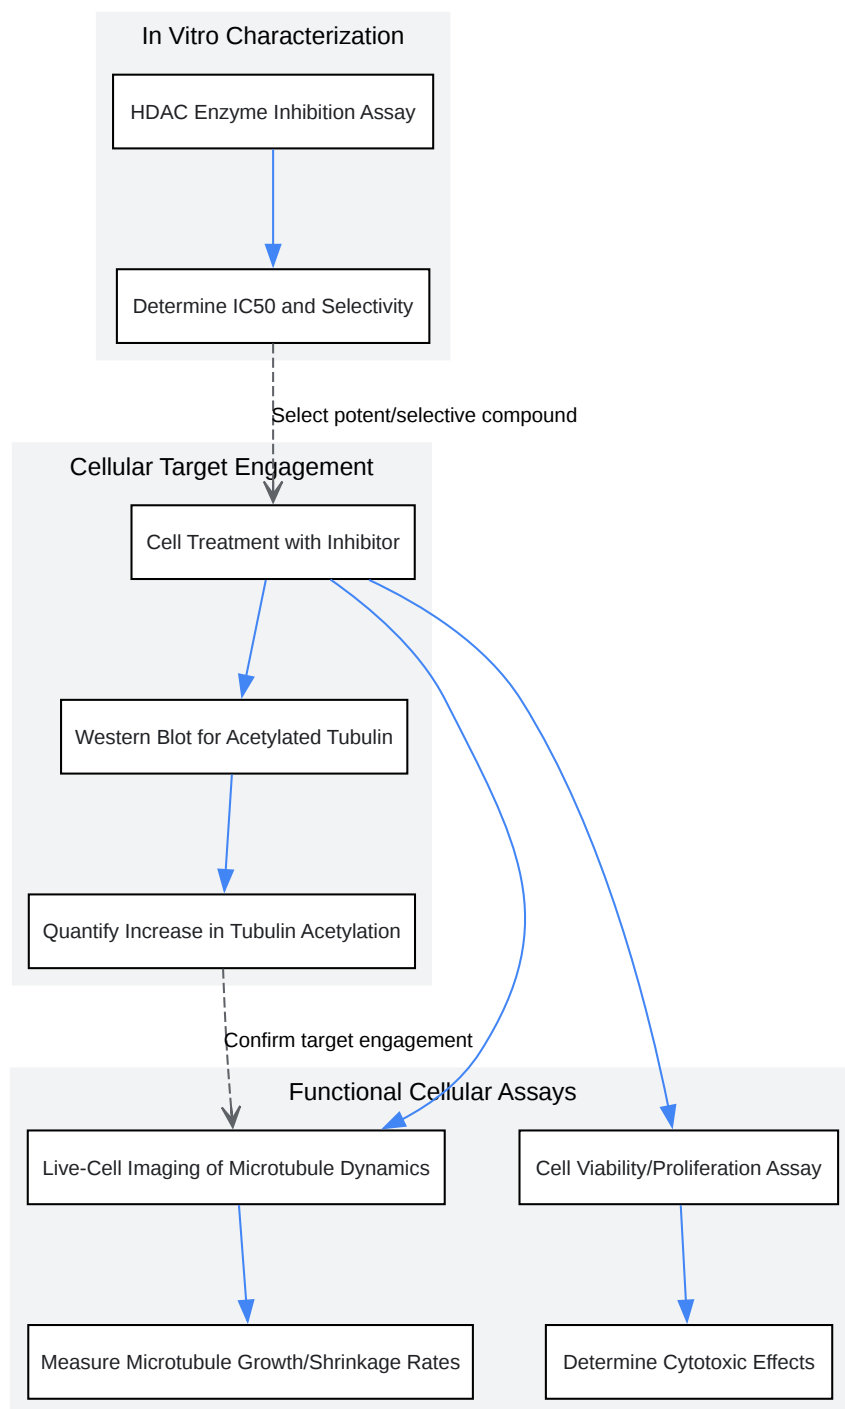 In Vitro Characterization
HDAC Enzyme Inhibition Assay
Determine IC50 and Selectivity
Select potent/selective compound
Cellular Target Engagement
Cell Treatment with Inhibitor
Western Blot for Acetylated Tubulin
Quantify Increase in Tubulin Acetylation
Confirm target engagement
Functional Cellular Assays
Live-Cell Imaging of Microtubule Dynamics
Cell Viability/Proliferation Assay
Measure Microtubule Growth/Shrinkage Rates
Determine Cytotoxic Effects